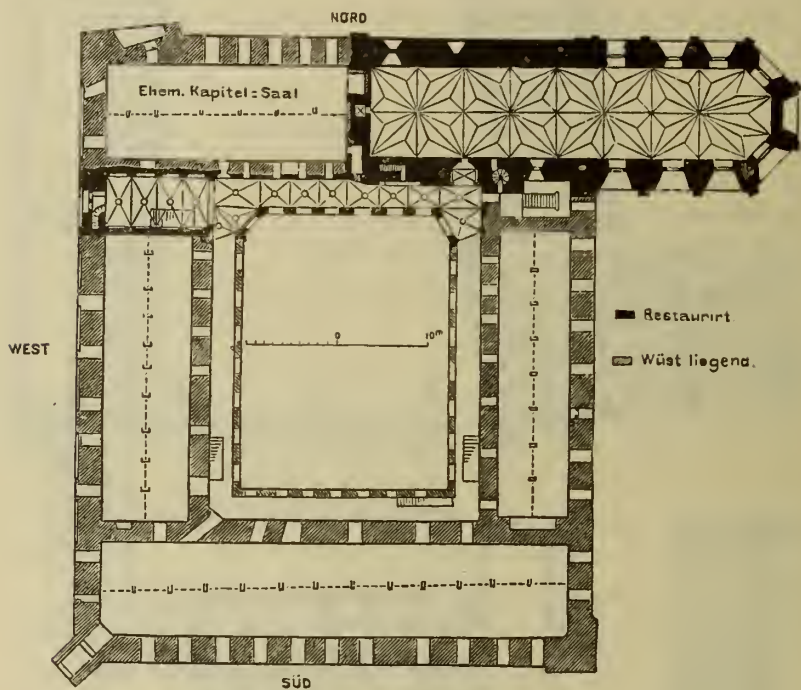 NORD
Ehem. Kapitel=Saal
0 10m
Restaurirt
WEST
Wüst liegend.
SÜD